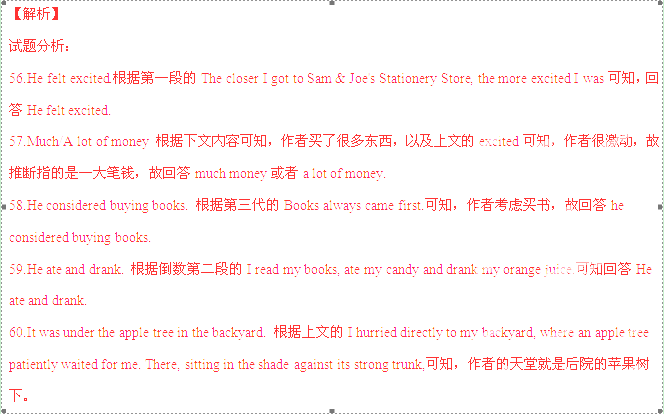 【解析】
试题分析：
56.He felt excited.根据第一段的 The closer I got to Sam & Joe's Stationery Store, the more excited I was 可知，回
答 He felt excited.
57.Much A lot of money 根据下文内容可知，作者买了很多东西，以及上文的 excited 可知，作者很激动，故
推断指的是一大笔钱，故回答 much money 或者 a lot of money.
58.He considered buying books. 根据第三代的 Books always came first.可知，作者考虑买书，故回答 he
considered buying books.
59.He ate and drank. 根据倒数第二段的 I read my books, ate my candy and drank my orange juice.可知回答 He
ate and drank.
60.It was under the apple tree in the backyard. 根据上文的 I hurried directly to my backyard, where an apple tree
patiently waited for me. There, sitting in the shade against its strong trunk,可知，作者的天堂就是后院的苹果树
下。